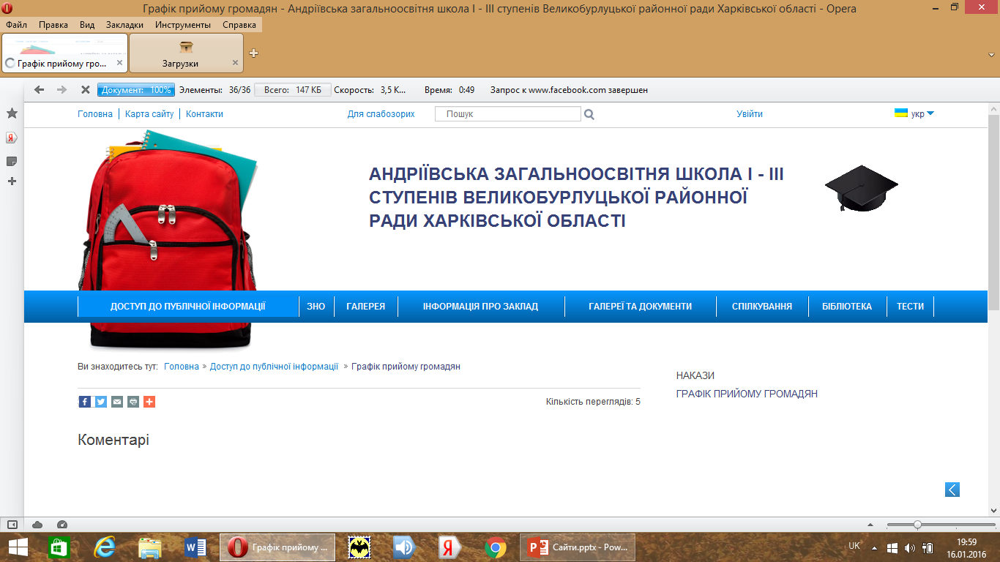 Графік прийому громадян - Андріївська загальноосвітня школа І - ІІІ ступенів Великобурлуцької районної ради Харківської області - Opera
Файл Правка Вид Закладки Инструменты Справка
Графік прийому гро... Загрузки
Документ: 100% Элементы: 36/36 Всего: 147 КБ Скорость: 3,5 К... Время: 0:49 Запрос к www.facebook.com завершен
Головна Карта сайту Контакти Для слабозорих Пошук Увійти укр
АНДРІЇВСЬКА ЗАГАЛЬНООСВІТНЯ ШКОЛА І - ІІІ
СТУПЕНІВ ВЕЛИКОБУРЛУЦЬКОЇ РАЙОННОЇ
РАДИ ХАРКІВСЬКОЇ ОБЛАСТІ
ДОСТУП ДО ПУБЛІЧНОЇ ІНФОРМАЦІЇ ЗНО ГАЛЕРЕЯ ІНФОРМАЦІЯ ПРО ЗАКЛАД ГАЛЕРЕЇ ТА ДОКУМЕНТИ СПІЛКУВАННЯ БІБЛІОТЕКА ТЕСТИ
Ви знаходитесь тут: Головна » Доступ до публічної інформації » Графік прийому громадян
НАКАЗИ
ГРАФІК ПРИЙОМУ ГРОМАДЯН
Кількість переглядів: 5
Коментарі
Графік прийому ... Сайти.pptx - Pow... UK 19:59
16.01.2016